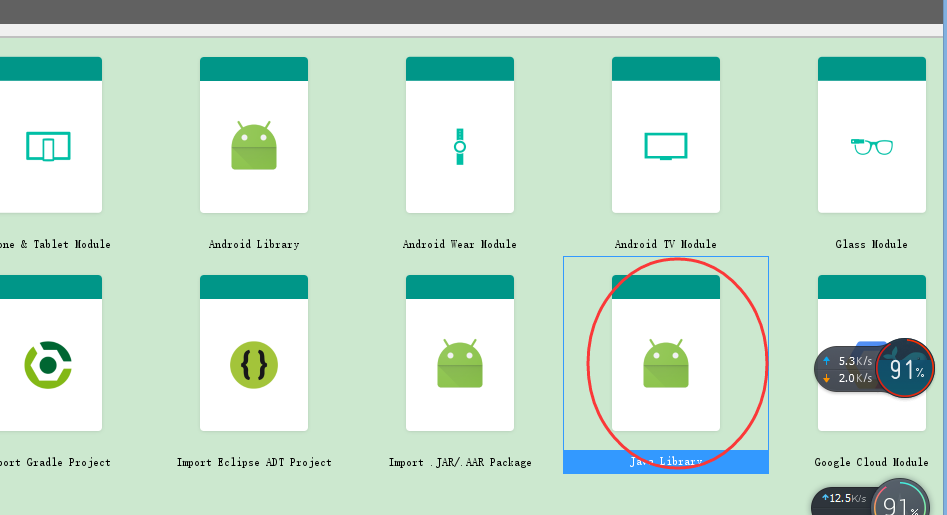 one & Tablet Module
Android Library
Android Wear Module
Android TV Module
Glass Module
{}
5.3K/s
2.0K/s
91%
ort Gradle Project
Import Eclipse ADT Project
Import .JAR/.AAR Package
Java Library
Google Cloud Module
12.5K/s
91%